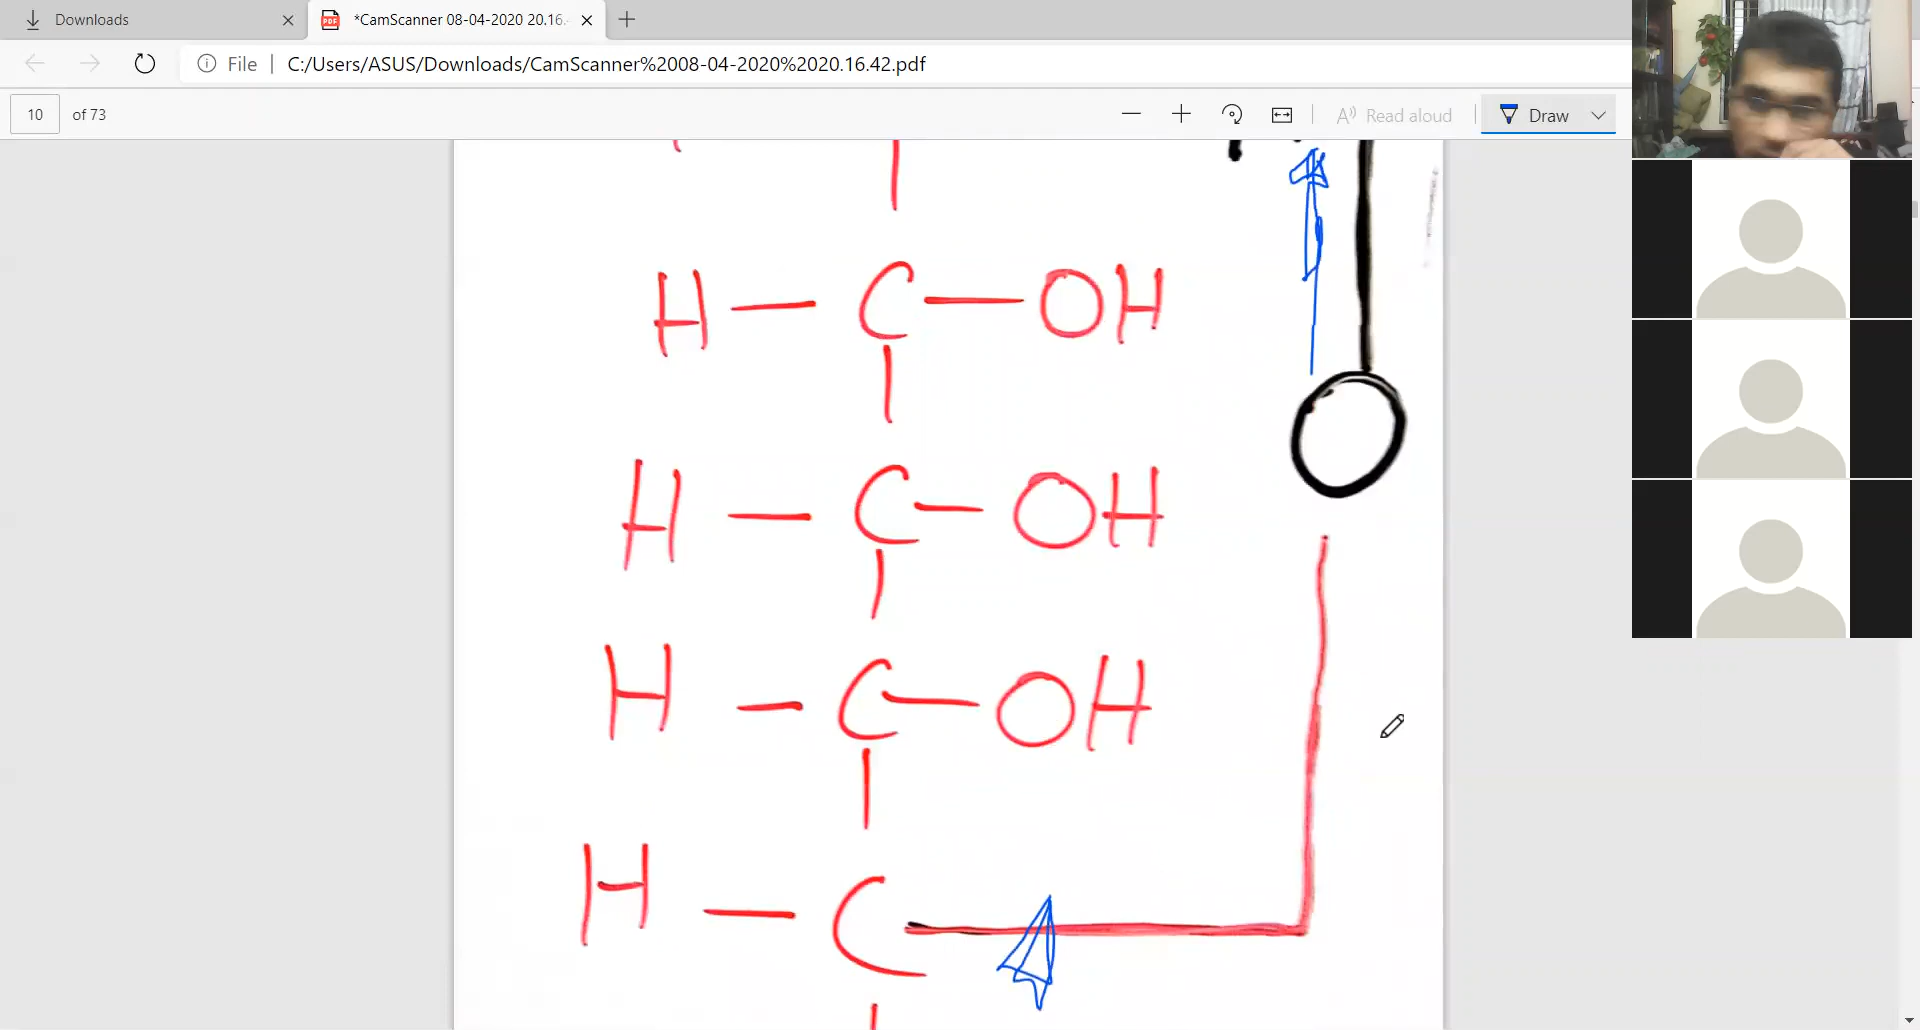 Downloads
*CamScanner 08-04-2020 20.16.
File | C:/Users/ASUS/Downloads/CamScanner%2008-04-2020%2020.16.42.pdf
10 of 73
Read aloud
Draw
H — C — OH
H — C — OH
H — C — OH
H — C
O